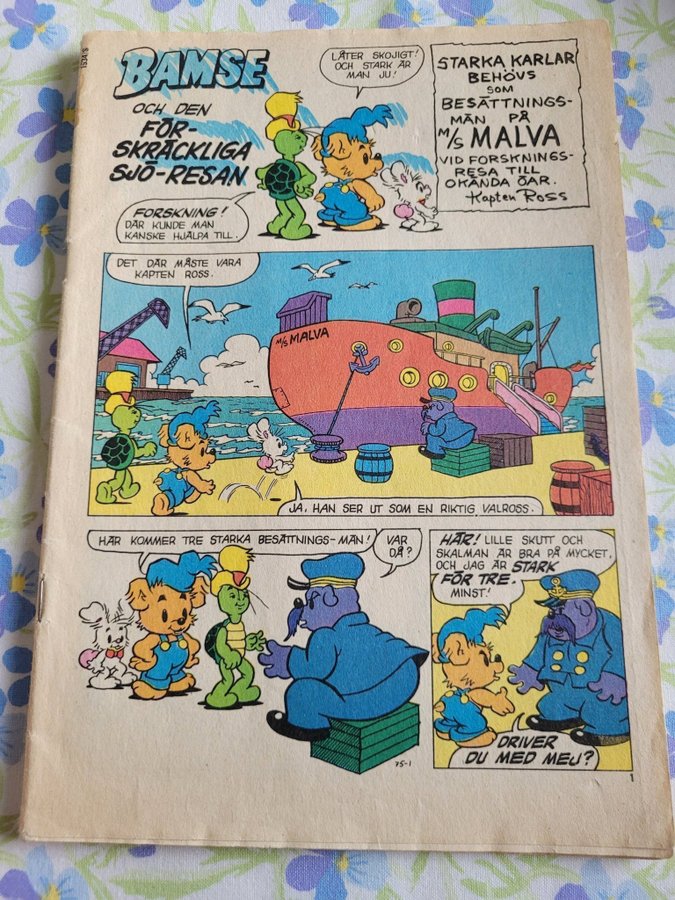 BAMSE
OCH DEN
FÖR-
SKRÄCKLIGA
SJÖ-RESAN
LÅTER SKOJIGT!
OCH STARK ÄR
MAN JU!
STARKA KARLAR
BEHÖVS
SOM
BESÄTTNINGS-
MÄN PÅ
M/S MALVA
VID FORSKNINGS-
RESA TILL
OKÄNDA ÖAR.
Kapten Ross
FORSKNING!
DÄR KUNDE MAN
KANSKE HJÄLPA TILL.
DET DÄR MÅSTE VARA
KAPTEN ROSS.
M/S MALVA
JA, HAN SER UT SOM EN RIKTIG VALROSS.
HÄR KOMMER TRE STARKA BESÄTTNINGS-MÄN!
VAR
DÅ?
HÄR! LILLE SKUTT OCH
SKALMAN ÄR BRA PÅ MYCKET,
OCH JAG ÄR STARK
FÖR TRE.
MINST!
DRIVER
DU MED MEJ?
75-1
1